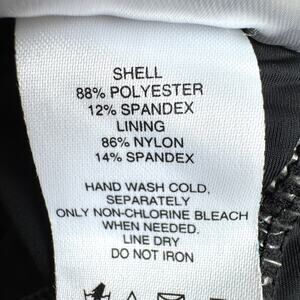 SHELL
88% POLYESTER
12% SPANDEX
LINING
86% NYLON
14% SPANDEX
HAND WASH COLD.
SEPARATELY
ONLY NON-CHLORINE BLEACH
WHEN NEEDED.
LINE DRY
DO NOT IRON